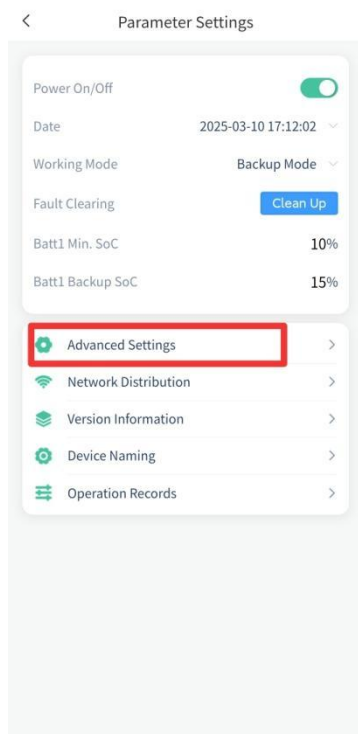 Parameter Settings
Power On/Off
Date 2025-03-10 17:12:02
Working Mode Backup Mode
Fault Clearing Clean Up
Batt1 Min. SoC 10%
Batt1 Backup SoC 15%
Advanced Settings
Network Distribution
Version Information
Device Naming
Operation Records